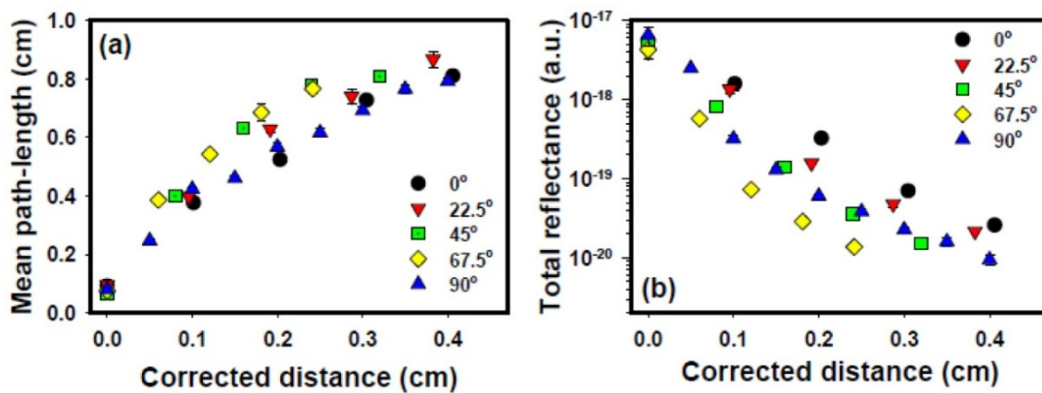 (a)
Mean path-length (cm)
1.0
0.8
0.6
0.4
0.2
0.0
0°
22.5°
45°
67.5°
90°
0.0 0.1 0.2 0.3 0.4
Corrected distance (cm)
(b)
Total reflectance (a.u.)
10⁻¹⁷
10⁻¹⁸
10⁻¹⁹
10⁻²⁰
0°
22.5°
45°
67.5°
90°
0.0 0.1 0.2 0.3 0.4
Corrected distance (cm)